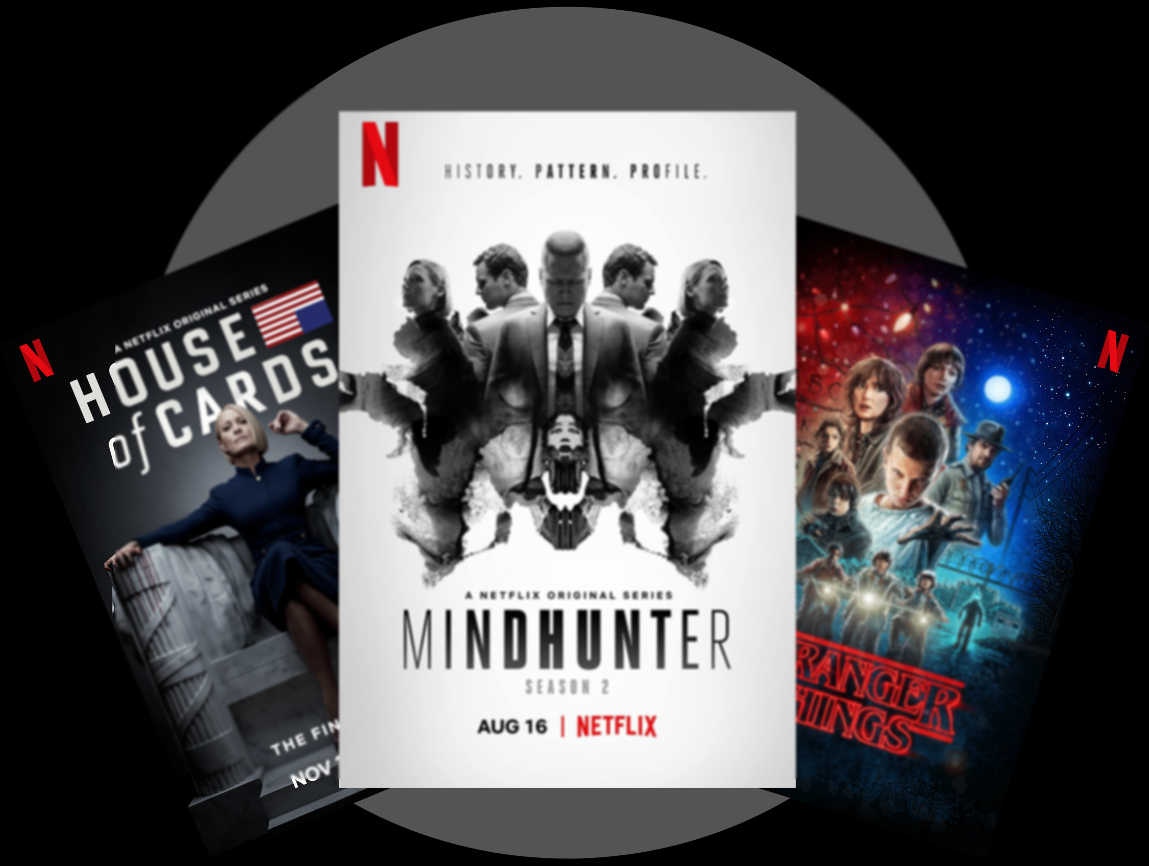 A NETFLIX ORIGINAL SERIES
HOUSE
of CARDS
THE FIN
NOV
N
N
HISTORY. PATTERN. PROFILE.
A NETFLIX ORIGINAL SERIES
MINDHUNTER
SEASON 2
AUG 16 | NETFLIX
N
RANGER
HINGS